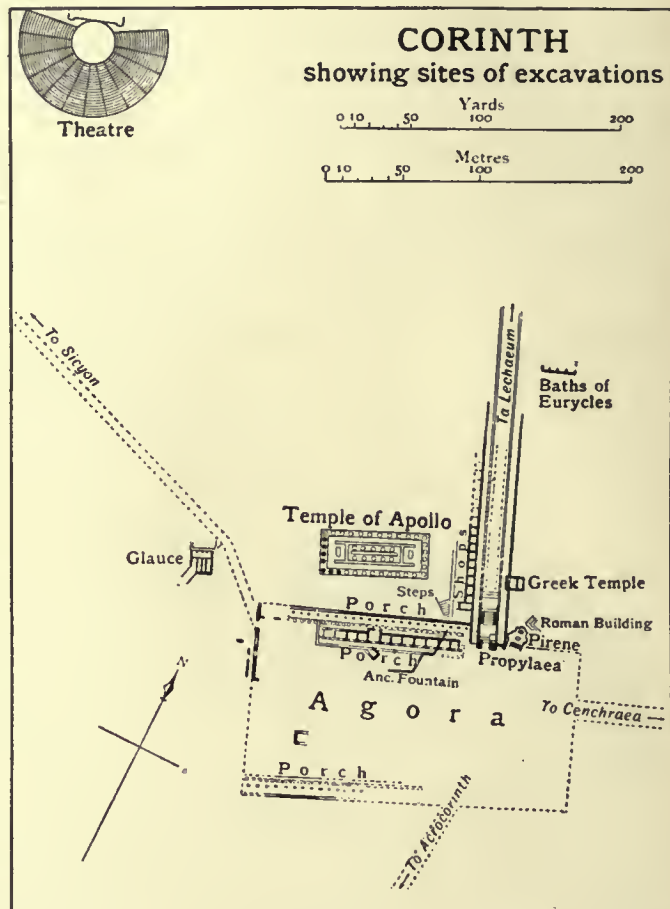 CORINTH
showing sites of excavations
Yards
0 10 50 100 200
Metres
0 10 50 100 200
Theatre
To Sicyon
Ta Lechaeum
Baths of
Eurycles
Temple of Apollo
Glauce
Shops
Steps
Greek Temple
Porch
Roman Building
Pirene
Porch
Propylaea
Anc. Fountain
N
Agora
To Cenchraea
Porch
To Acrocorinth